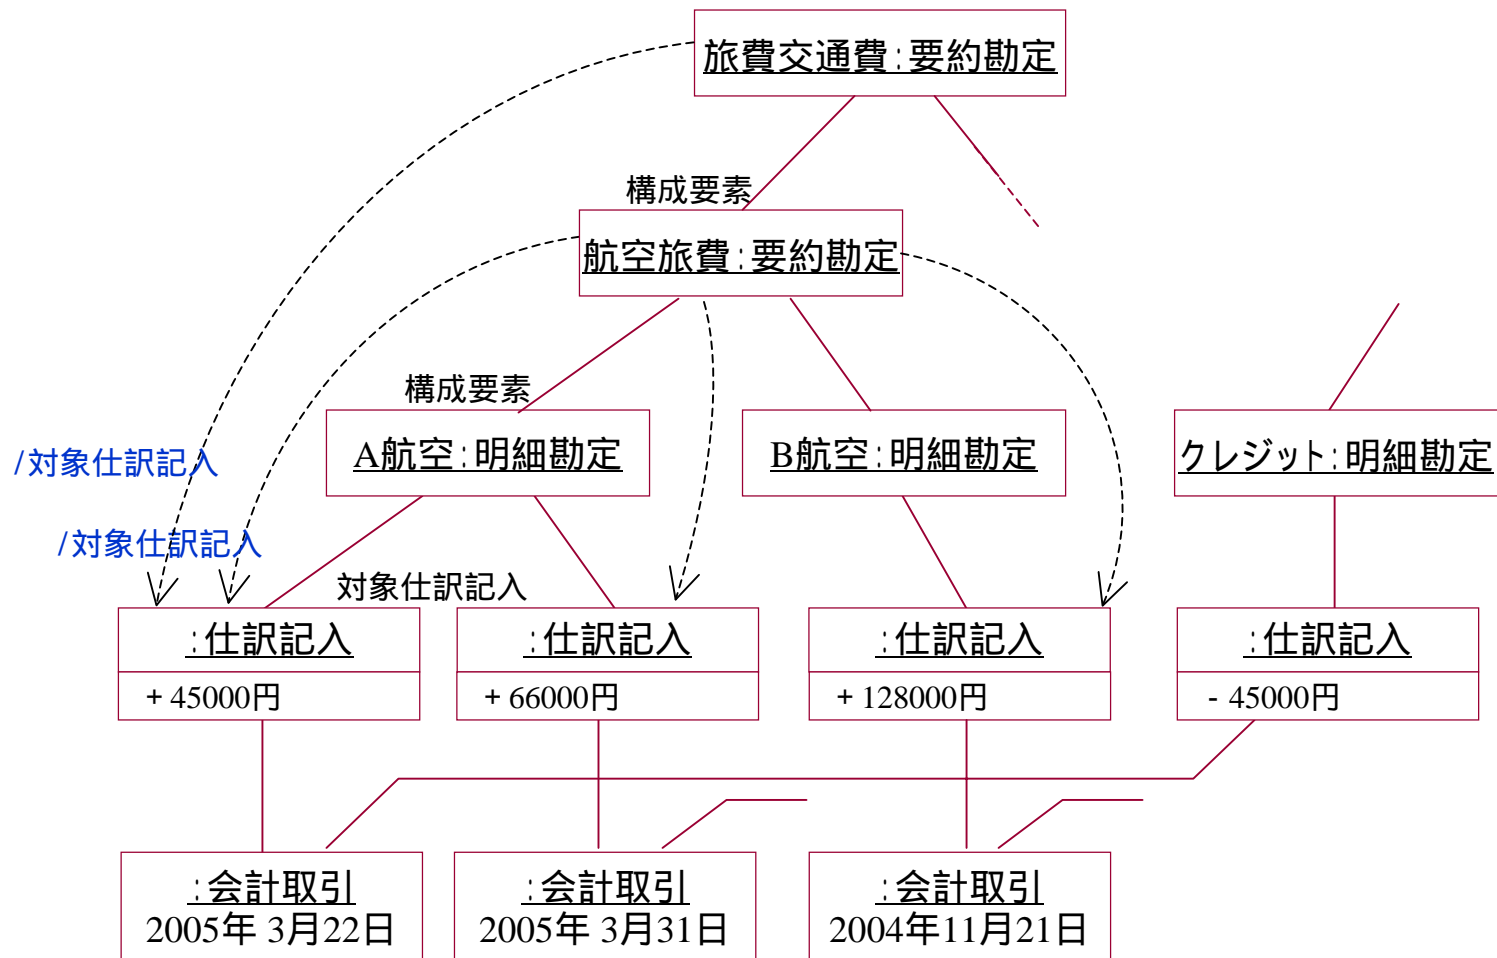 旅費交通費:要約勘定
構成要素
航空旅費:要約勘定
構成要素
A航空:明細勘定
B航空:明細勘定
クレジット:明細勘定
/対象仕訳記入
/対象仕訳記入
対象仕訳記入
:仕訳記入
+ 45000円
:仕訳記入
+ 66000円
:仕訳記入
+ 128000円
:仕訳記入
- 45000円
:会計取引
2005年 3月22日
:会計取引
2005年 3月31日
:会計取引
2004年11月21日